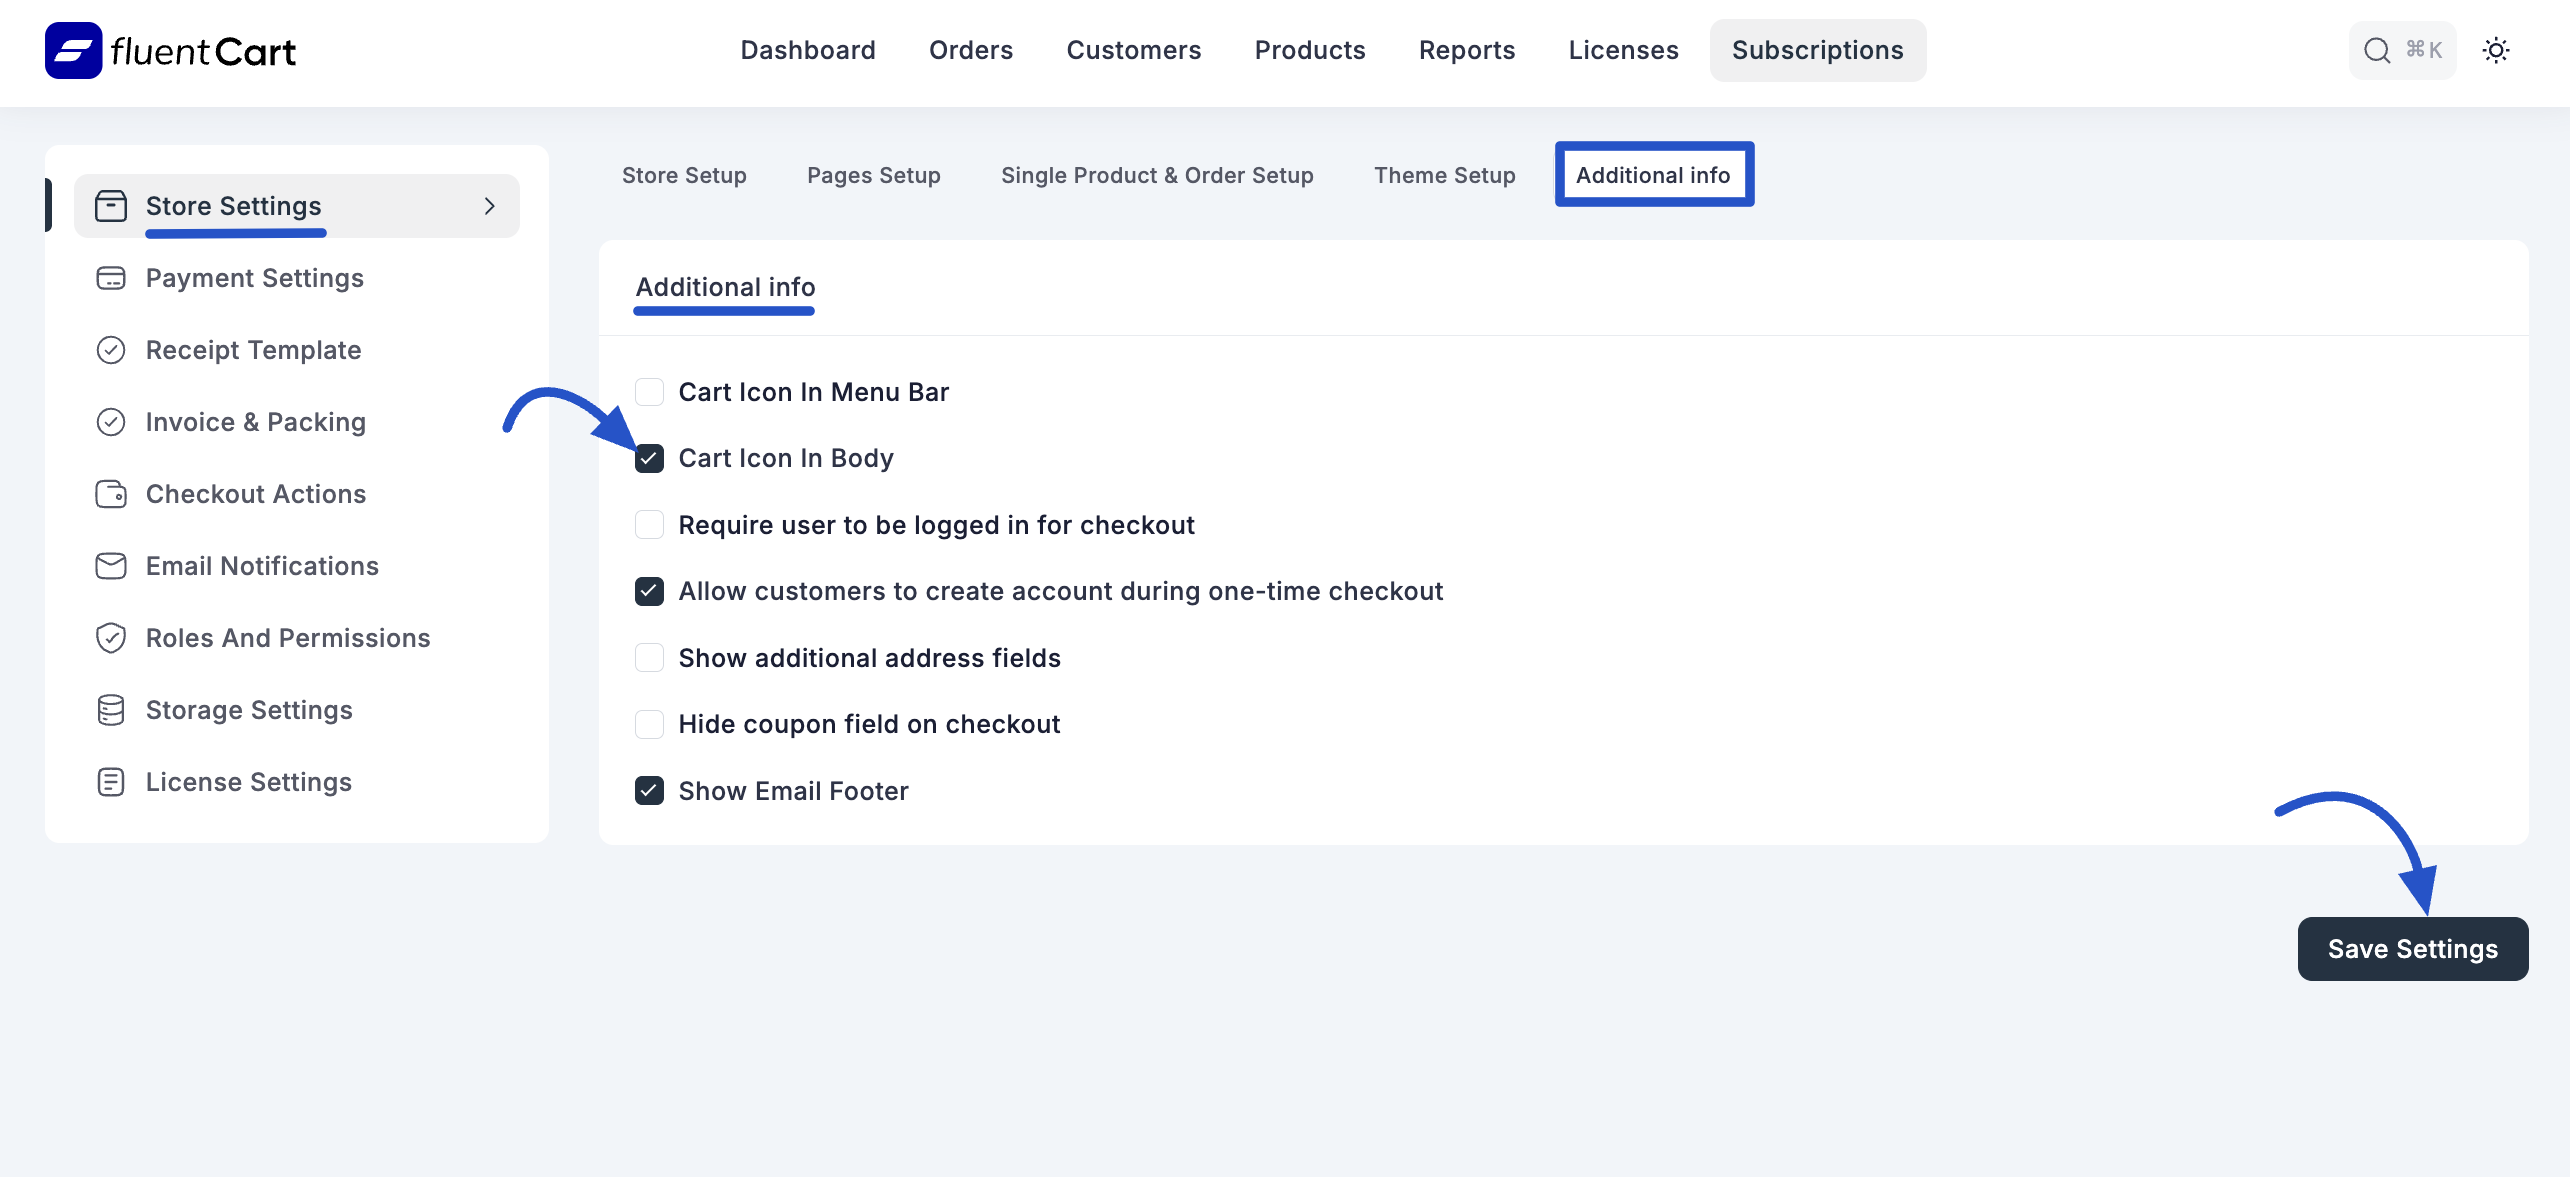 fluentCart
Dashboard Orders Customers Products Reports Licenses Subscriptions
⌘K
Store Settings
Payment Settings
Receipt Template
Invoice & Packing
Checkout Actions
Email Notifications
Roles And Permissions
Storage Settings
License Settings
Store Setup Pages Setup Single Product & Order Setup Theme Setup Additional info
Additional info
Cart Icon In Menu Bar
Cart Icon In Body
Require user to be logged in for checkout
Allow customers to create account during one-time checkout
Show additional address fields
Hide coupon field on checkout
Show Email Footer
Save Settings